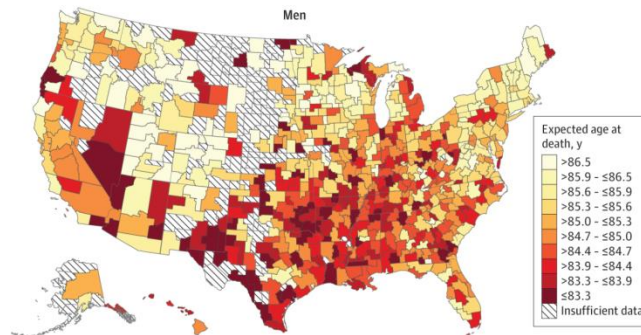 Men
Expected age at
death, y
>86.5
>85.9 – ≤86.5
>85.6 – ≤85.9
>85.3 – ≤85.6
>85.0 – ≤85.3
>84.7 – ≤85.0
>84.4 – ≤84.7
>83.9 – ≤84.4
>83.3 – ≤83.9
≤83.3
Insufficient data